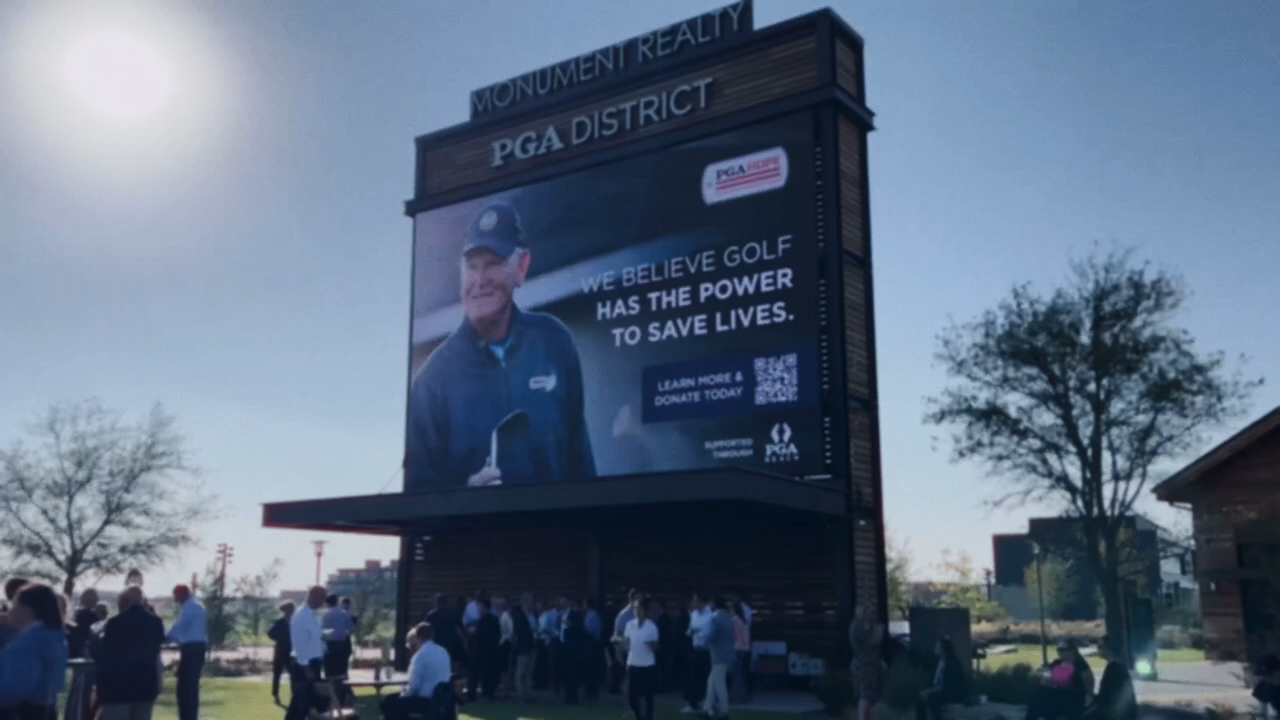 MONUMENT REALTY
PGA DISTRICT
PGA HOPE
WE BELIEVE GOLF
HAS THE POWER
TO SAVE LIVES.
LEARN MORE &
DONATE TODAY
SUPPORTED
THROUGH
PGA
REACH